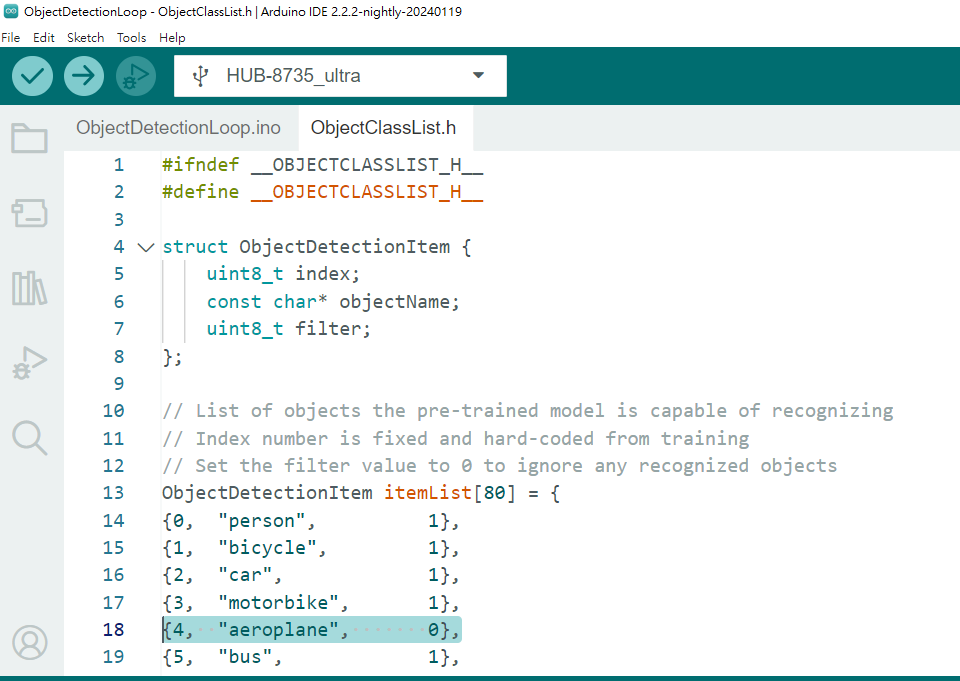 ObjectDetectionLoop - ObjectClassList.h | Arduino IDE 2.2.2-nightly-20240119
File Edit Sketch Tools Help
HUB-8735_ultra
ObjectDetectionLoop.ino ObjectClassList.h
1 #ifndef __OBJECTCLASSLIST_H__
2 #define __OBJECTCLASSLIST_H__
3
4 struct ObjectDetectionItem {
5 uint8_t index;
6 const char* objectName;
7 uint8_t filter;
8 };
9
10 // List of objects the pre-trained model is capable of recognizing
11 // Index number is fixed and hard-coded from training
12 // Set the filter value to 0 to ignore any recognized objects
13 ObjectDetectionItem itemList[80] = {
14 {0, "person", 1},
15 {1, "bicycle", 1},
16 {2, "car", 1},
17 {3, "motorbike", 1},
18 {4, "aeroplane", 0},
19 {5, "bus", 1},